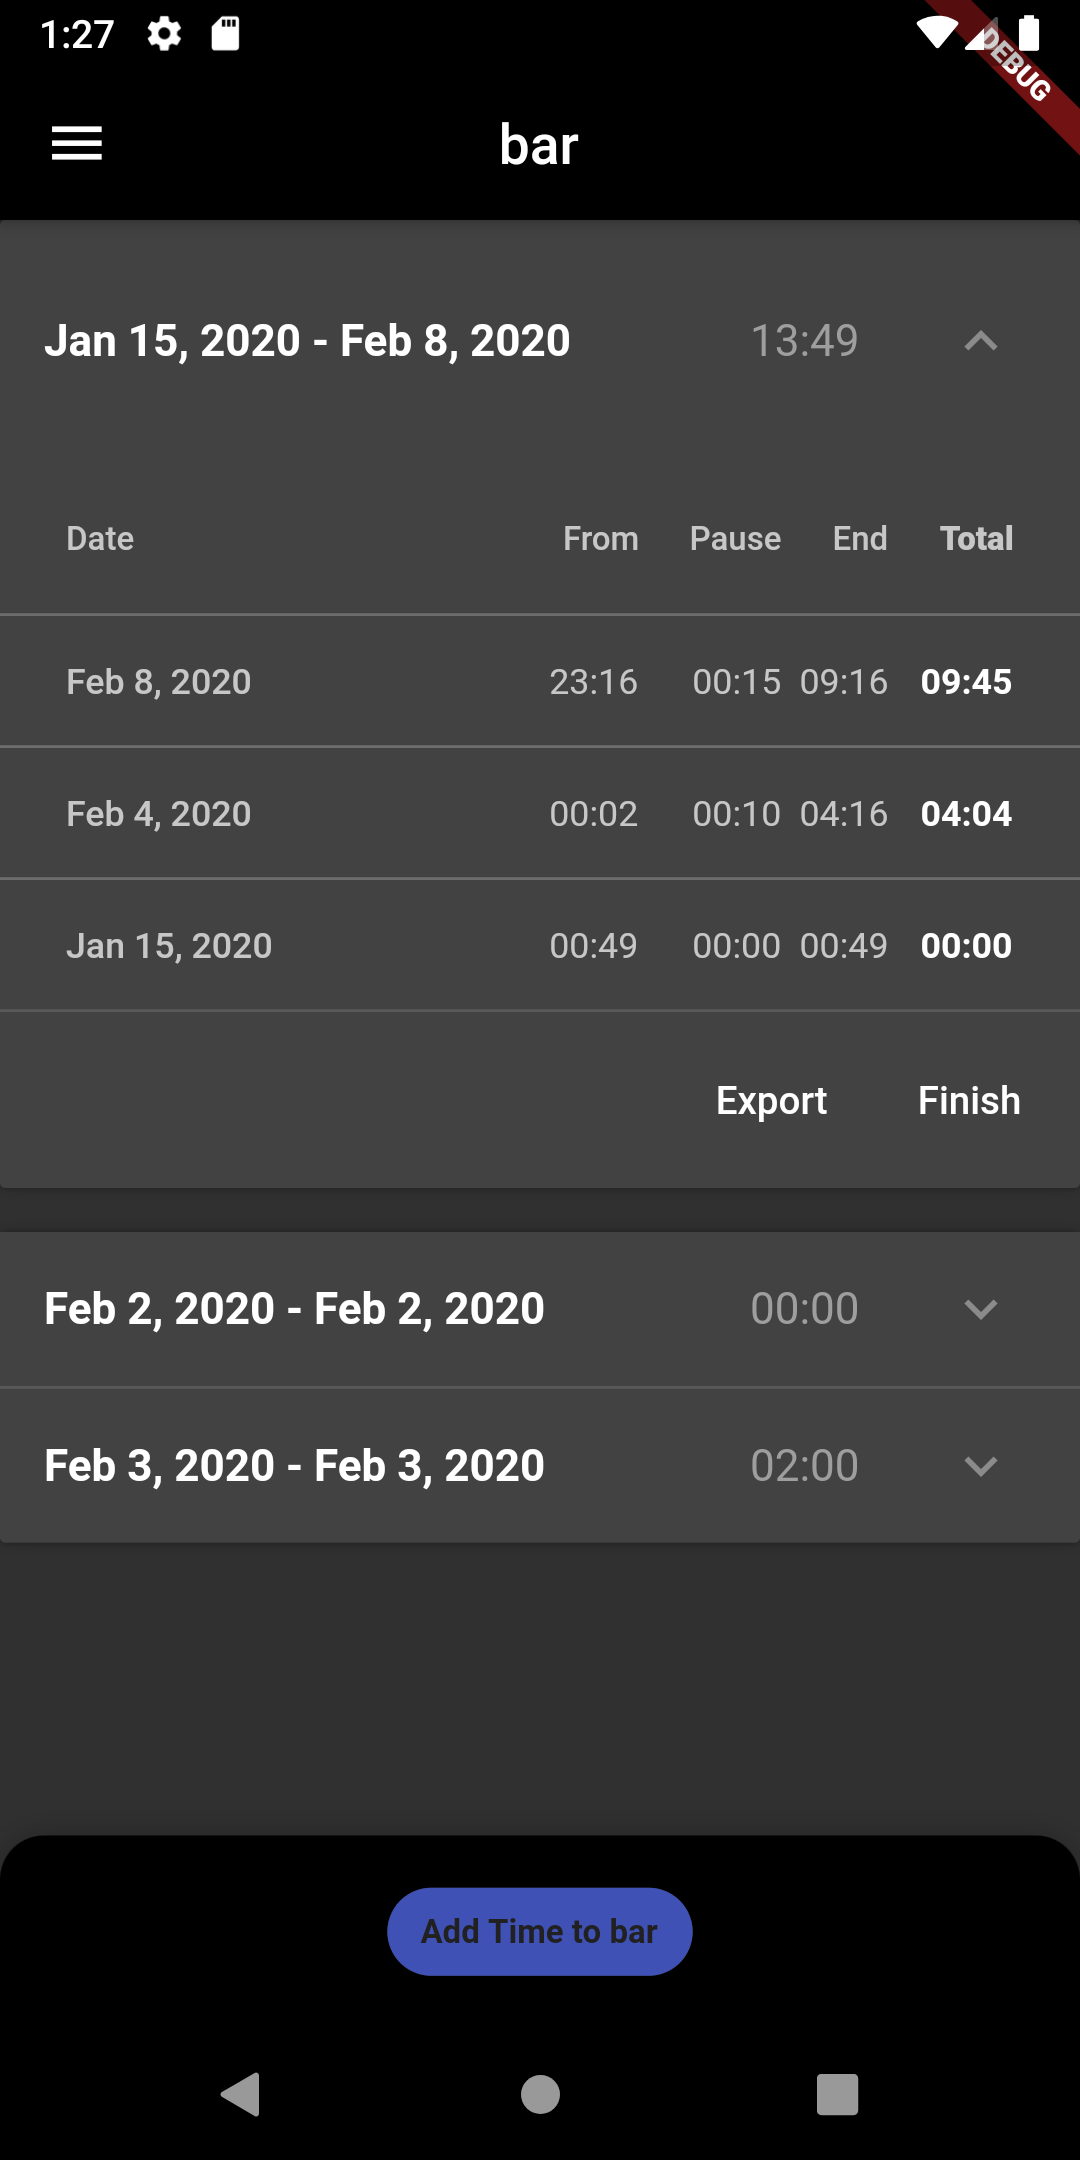 1:27
DEBUG
bar
Jan 15, 2020 - Feb 8, 2020 13:49
Date From Pause End Total
Feb 8, 2020 23:16 00:15 09:16 09:45
Feb 4, 2020 00:02 00:10 04:16 04:04
Jan 15, 2020 00:49 00:00 00:49 00:00
Export Finish
Feb 2, 2020 - Feb 2, 2020 00:00
Feb 3, 2020 - Feb 3, 2020 02:00
Add Time to bar